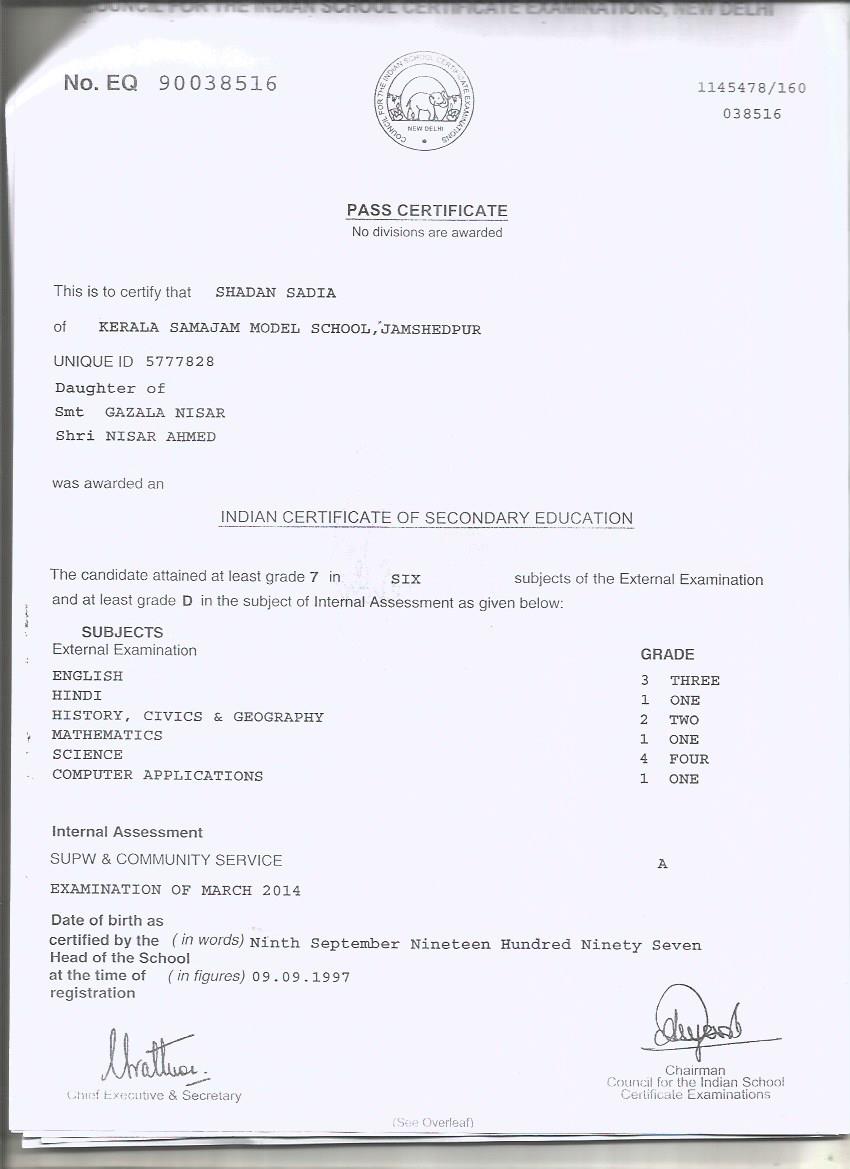 COUNCIL FOR THE INDIAN SCHOOL CERTIFICATE EXAMINATIONS, NEW DELHI
No. EQ 90038516
COUNCIL FOR THE INDIAN SCHOOL CERTIFICATE EXAMINATIONS
NEW DELHI
1145478/160
038516
PASS CERTIFICATE
No divisions are awarded
This is to certify that SHADAN SADIA
of KERALA SAMAJAM MODEL SCHOOL, JAMSHEDPUR
UNIQUE ID 5777828
Daughter of
Smt GAZALA NISAR
Shri NISAR AHMED
was awarded an
INDIAN CERTIFICATE OF SECONDARY EDUCATION
The candidate attained at least grade 7 in SIX subjects of the External Examination
and at least grade D in the subject of Internal Assessment as given below:
SUBJECTS
External Examination GRADE
ENGLISH 3 THREE
HINDI 1 ONE
HISTORY, CIVICS & GEOGRAPHY 2 TWO
MATHEMATICS 1 ONE
SCIENCE 4 FOUR
COMPUTER APPLICATIONS 1 ONE
Internal Assessment
SUPW & COMMUNITY SERVICE A
EXAMINATION OF MARCH 2014
Date of birth as
certified by the (in words) Ninth September Nineteen Hundred Ninety Seven
Head of the School
at the time of (in figures) 09.09.1997
registration
Chief Executive & Secretary
Chairman
Council for the Indian School
Certificate Examinations
(See Overleaf)